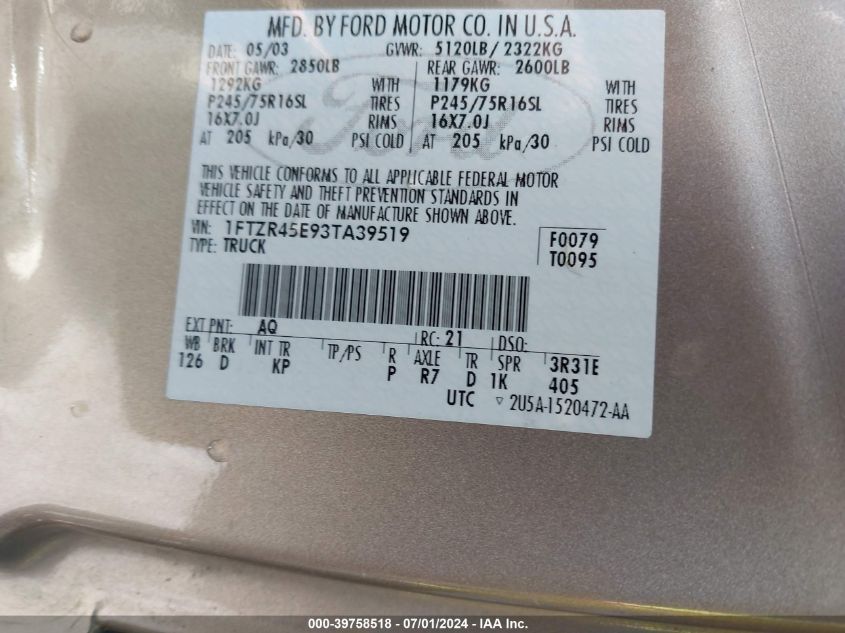 MFD. BY FORD MOTOR CO. IN U.S.A.
DATE: 05/03 GVWR: 5120LB/ 2322KG
FRONT GAWR: 2850LB REAR GAWR: 2600LB
1292KG WITH 1179KG WITH
P245/75R16SL TIRES P245/75R16SL TIRES
16X7.0J RIMS 16X7.0J RIMS
AT 205 kPa/30 PSI COLD AT 205 kPa/30 PSI COLD
Ford
THIS VEHICLE CONFORMS TO ALL APPLICABLE FEDERAL MOTOR
VEHICLE SAFETY AND THEFT PREVENTION STANDARDS IN
EFFECT ON THE DATE OF MANUFACTURE SHOWN ABOVE.
VIN: 1FTZR45E93TA39519 F0079
TYPE: TRUCK T0095
EXT PNT: AQ RC: 21 DSO:
WB BRK INT TR TP/PS R AXLE TR SPR 3R31E
126 D KP P R7 D 1K 405
UTC ▽ 2U5A-1520472-AA
000-39758518 - 07/01/2024 - IAA Inc.